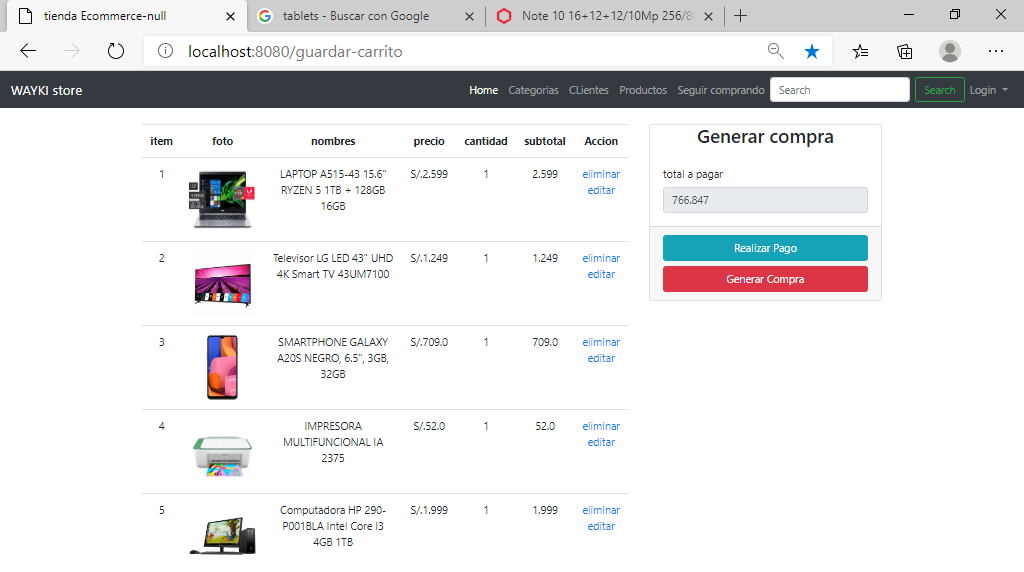 tienda Ecommerce-null
tablets - Buscar con Google
Note 10 16+12+12/10Mp 256/8
localhost:8080/guardar-carrito
WAYKI store
Home
Categorias
CLientes
Productos
Seguir comprando
Search
Search
Login
item foto nombres precio cantidad subtotal Accion
1 LAPTOP A515-43 15.6" S/.2.599 1 2.599 eliminar
RYZEN 5 1TB + 128GB editar
16GB
2 Televisor LG LED 43" UHD S/.1.249 1 1.249 eliminar
4K Smart TV 43UM7100 editar
3 SMARTPHONE GALAXY S/.709.0 1 709.0 eliminar
A20S NEGRO, 6.5", 3GB, editar
32GB
4 IMPRESORA S/.52.0 1 52.0 eliminar
MULTIFUNCIONAL IA editar
2375
5 Computadora HP 290- S/.1.999 1 1.999 eliminar
P001BLA Intel Core I3 editar
4GB 1TB
Generar compra
total a pagar
766.847
Realizar Pago
Generar Compra